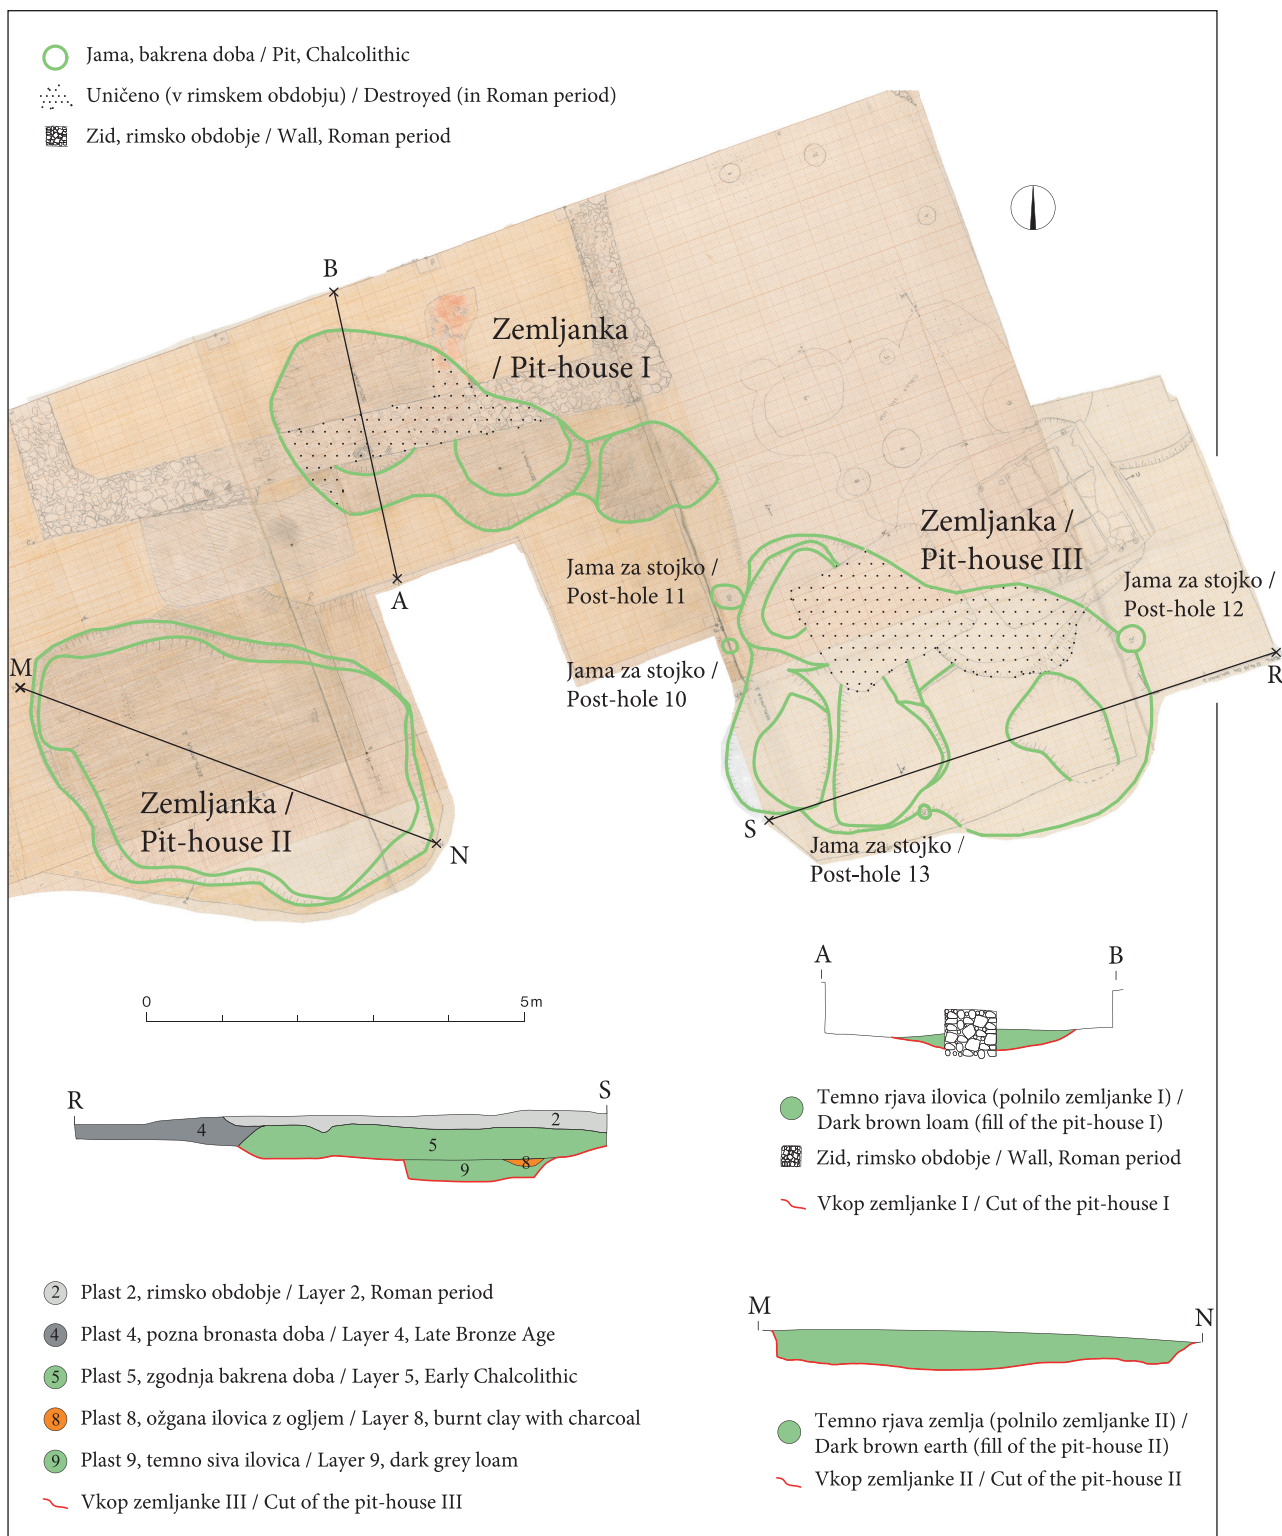 Jama, bakrena doba / Pit, Chalcolithic
Uničeno (v rimskem obdobju) / Destroyed (in Roman period)
Zid, rimsko obdobje / Wall, Roman period
B
Zemljanka
/ Pit-house I
A
Zemljanka /
Pit-house III
Jama za stojko /
Post-hole 11
Jama za stojko /
Post-hole 12
Jama za stojko /
Post-hole 10
M
R
Zemljanka /
Pit-house II
N
S
Jama za stojko /
Post-hole 13
0
5m
A
B
Temno rjava ilovica (polnilo zemljanke I) /
Dark brown loam (fill of the pit-house I)
Zid, rimsko obdobje / Wall, Roman period
Vkop zemljanke I / Cut of the pit-house I
R
S
2
4
5
8
9
2 Plast 2, rimsko obdobje / Layer 2, Roman period
4 Plast 4, pozna bronasta doba / Layer 4, Late Bronze Age
5 Plast 5, zgodnja bakrena doba / Layer 5, Early Chalcolithic
8 Plast 8, ožgana ilovica z ogljem / Layer 8, burnt clay with charcoal
9 Plast 9, temno siva ilovica / Layer 9, dark grey loam
Vkop zemljanke III / Cut of the pit-house III
M
N
Temno rjava zemlja (polnilo zemljanke II) /
Dark brown earth (fill of the pit-house II)
Vkop zemljanke II / Cut of the pit-house II